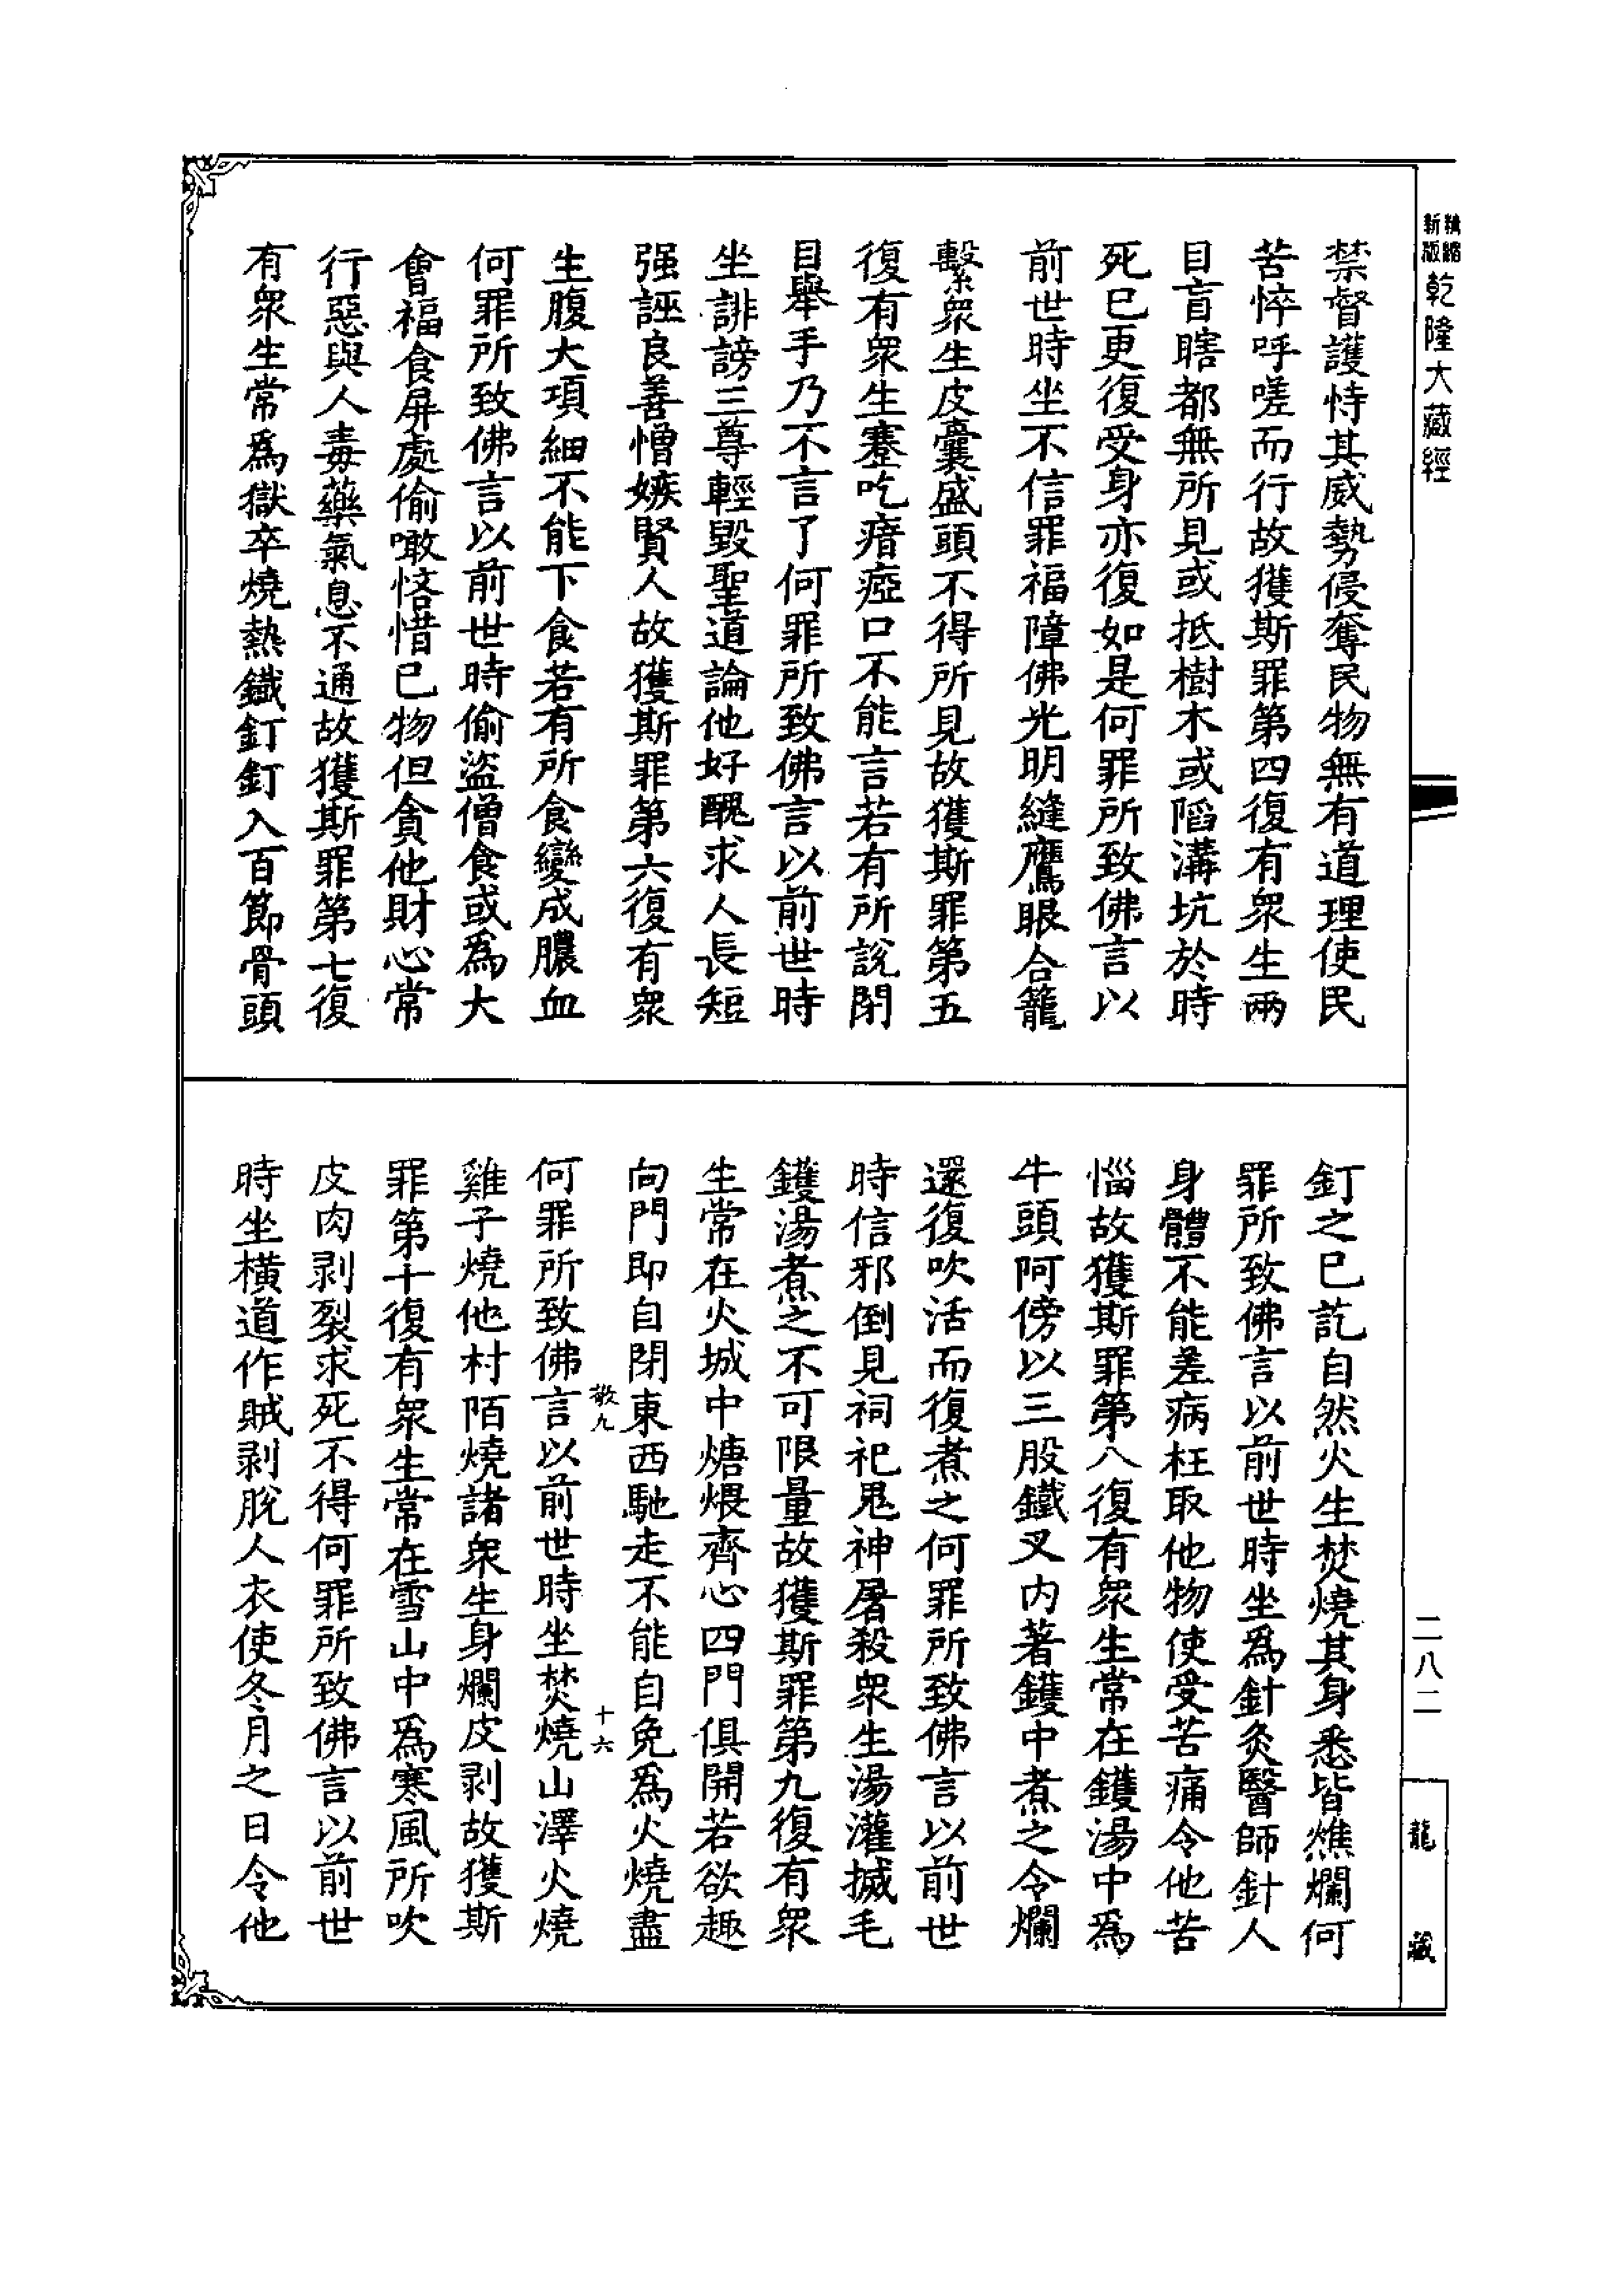 精縮新版乾隆大藏經
禁督護恃其威勢侵奪民物無有道理使民
苦悴呼嗟而行故獲斯罪第四復有衆生兩
目盲瞎都無所見或抵樹木或陷溝坑於時
死已更復受身亦復如是何罪所致佛言以
前世時坐不信罪福障佛光明縫鷹眼合籠
繫衆生皮囊盛頭不得所見故獲斯罪第五
復有衆生蹇吃瘖瘂口不能言若有所說閉
目舉手乃不言了何罪所致佛言以前世時
坐誹謗三尊輕毀聖道論他好醜求人長短
强誣良善憎嫉賢人故獲斯罪第六復有衆
生腹大項細不能下食若有所食變成膿血
何罪所致佛言以前世時偷盜僧食或爲大
會福食屏處偷噉悋惜已物但貪他財心常
行惡與人毒藥氣息不通故獲斯罪第七復
有衆生常爲獄卒燒熱鐵釘釘入百節骨頭
釘之已訖自然火生焚燒其身悉皆燋爛何
罪所致佛言以前世時坐爲針灸醫師針人
身體不能差病枉取他物使受苦痛令他苦
惱故獲斯罪第八復有衆生常在鑊湯中爲
牛頭阿傍以三股鐵叉内著鑊中煮之令爛
還復吹活而復煮之何罪所致佛言以前世
時信邪倒見祠祀鬼神屠殺衆生湯灌搣毛
鑊湯煮之不可限量故獲斯罪第九復有衆
生常在火城中煻煨齊心四門俱開若欲趣
向門即自閉東西馳走不能自免爲火燒盡
敬九 十六
何罪所致佛言以前世時坐焚燒山澤火燒
雞子燒他村陌燒諸衆生身爛皮剥故獲斯
罪第十復有衆生常在雪山中爲寒風所吹
皮肉剥裂求死不得何罪所致佛言以前世
時坐橫道作賊剥脫人衣使冬月之日令他
二八二
龍藏